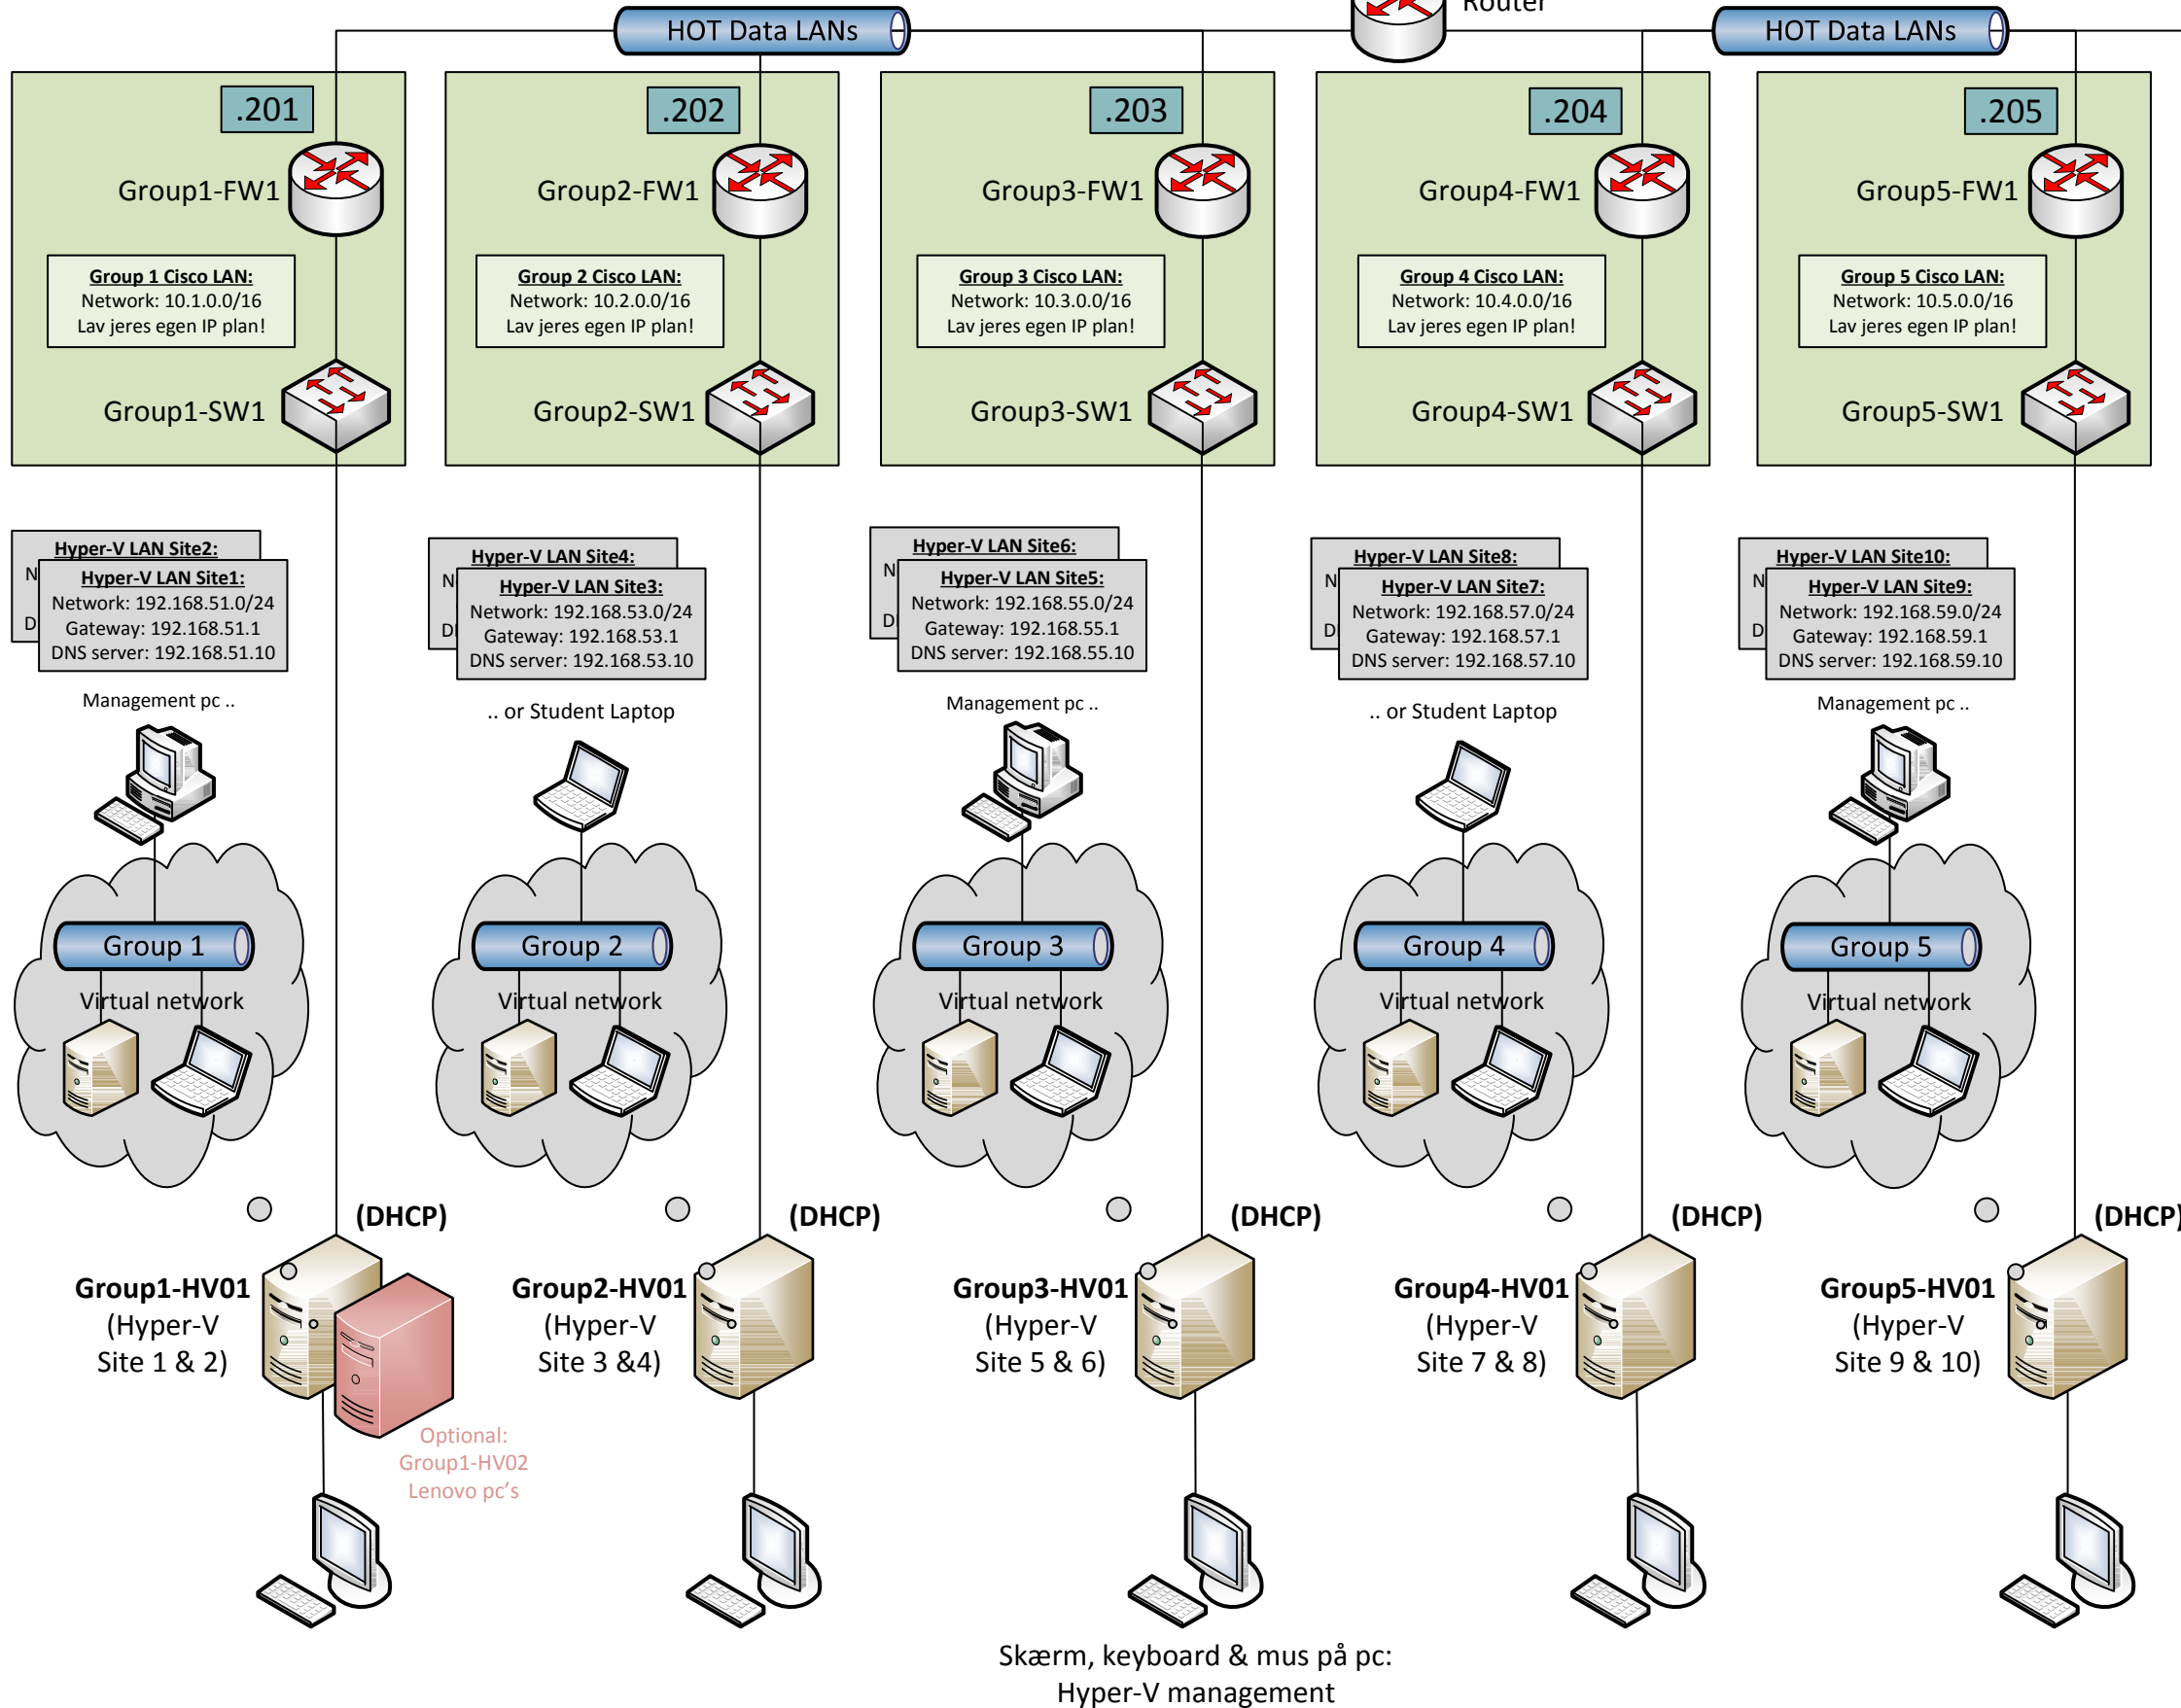 Router
HOT Data LANs
HOT Data LANs
.201
.202
.203
.204
.205
Group1-FW1
Group2-FW1
Group3-FW1
Group4-FW1
Group5-FW1
Group 1 Cisco LAN:
Network: 10.1.0.0/16
Lav jeres egen IP plan!
Group 2 Cisco LAN:
Network: 10.2.0.0/16
Lav jeres egen IP plan!
Group 3 Cisco LAN:
Network: 10.3.0.0/16
Lav jeres egen IP plan!
Group 4 Cisco LAN:
Network: 10.4.0.0/16
Lav jeres egen IP plan!
Group 5 Cisco LAN:
Network: 10.5.0.0/16
Lav jeres egen IP plan!
Group1-SW1
Group2-SW1
Group3-SW1
Group4-SW1
Group5-SW1
Hyper-V LAN Site2:
N
D
Hyper-V LAN Site1:
Network: 192.168.51.0/24
Gateway: 192.168.51.1
DNS server: 192.168.51.10
Hyper-V LAN Site4:
N
D
Hyper-V LAN Site3:
Network: 192.168.53.0/24
Gateway: 192.168.53.1
DNS server: 192.168.53.10
Hyper-V LAN Site6:
N
D
Hyper-V LAN Site5:
Network: 192.168.55.0/24
Gateway: 192.168.55.1
DNS server: 192.168.55.10
Hyper-V LAN Site8:
N
D
Hyper-V LAN Site7:
Network: 192.168.57.0/24
Gateway: 192.168.57.1
DNS server: 192.168.57.10
Hyper-V LAN Site10:
N
D
Hyper-V LAN Site9:
Network: 192.168.59.0/24
Gateway: 192.168.59.1
DNS server: 192.168.59.10
Management pc ..
.. or Student Laptop
Management pc ..
.. or Student Laptop
Management pc ..
Group 1
Virtual network
Group 2
Virtual network
Group 3
Virtual network
Group 4
Virtual network
Group 5
Virtual network
(DHCP)
(DHCP)
(DHCP)
(DHCP)
(DHCP)
Group1-HV01
(Hyper-V
Site 1 & 2)
Group2-HV01
(Hyper-V
Site 3 &4)
Group3-HV01
(Hyper-V
Site 5 & 6)
Group4-HV01
(Hyper-V
Site 7 & 8)
Group5-HV01
(Hyper-V
Site 9 & 10)
Optional:
Group1-HV02
Lenovo pc's
Skærm, keyboard & mus på pc:
Hyper-V management